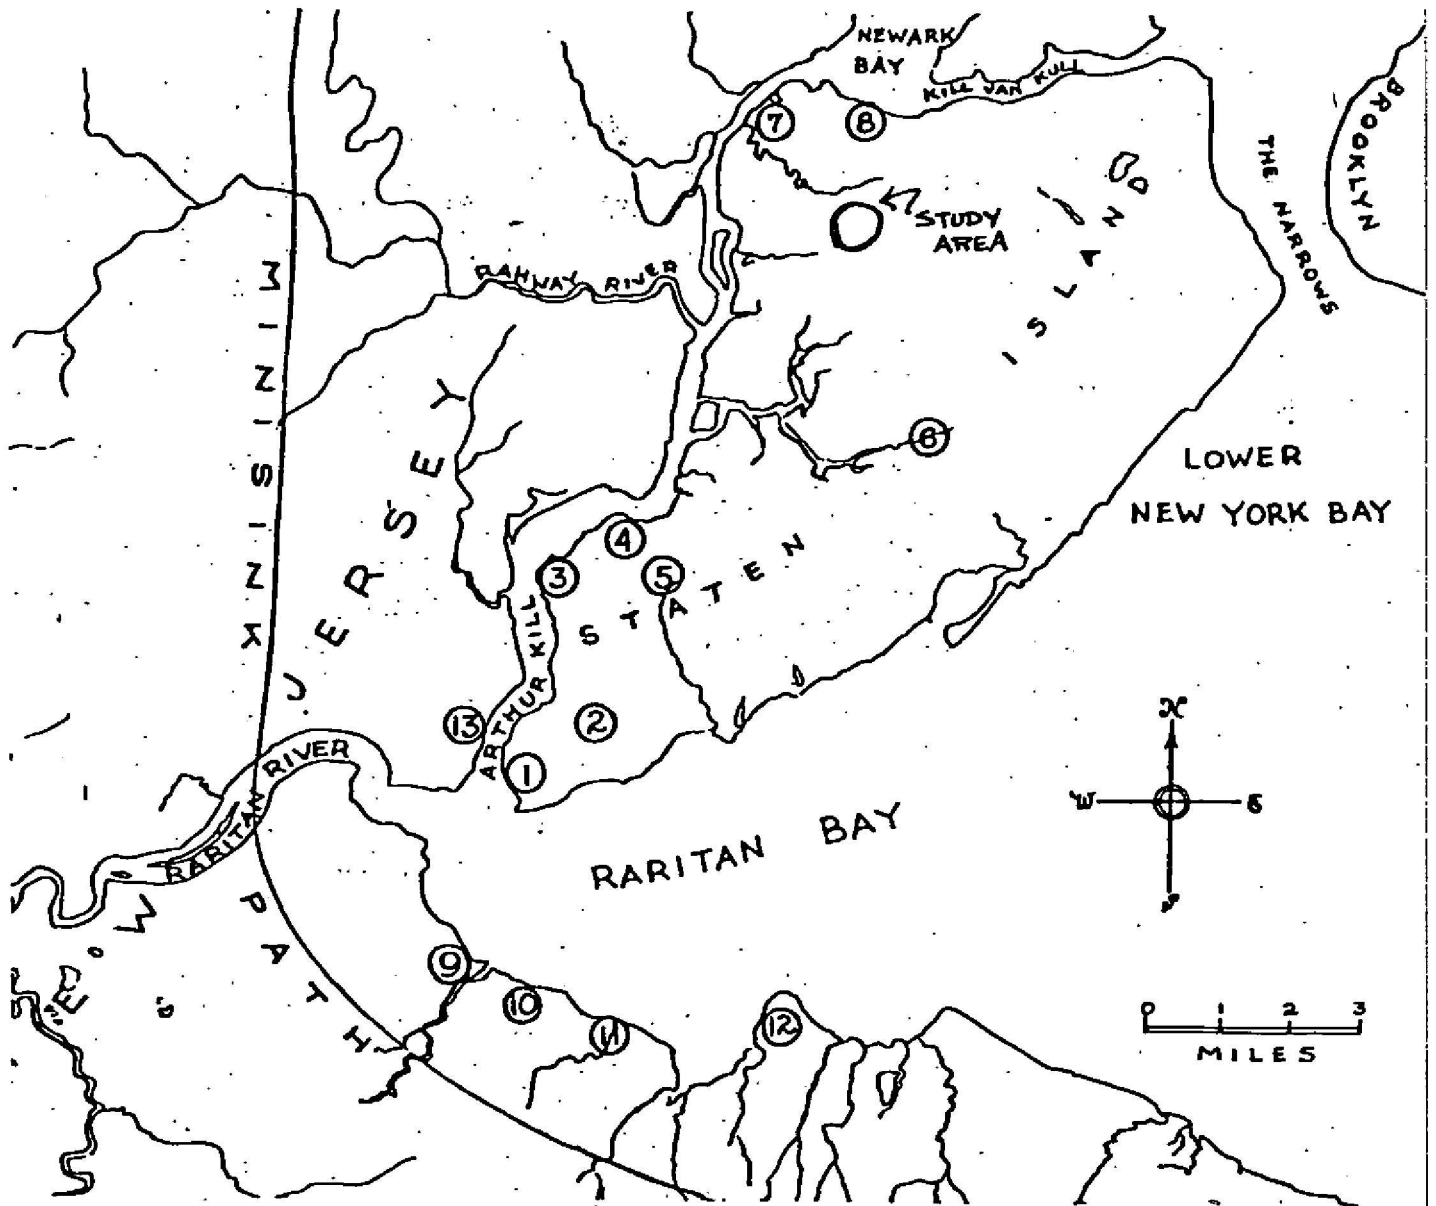 NEWARK
BAY
KILL VAN KULL
BROOKLYN
THE NARROWS
7
8
STUDY
AREA
ISLAND
RAHWAY RIVER
MINISINK
JERSEY
6
LOWER
NEW YORK BAY
4
3
5
STATEN
ARTHUR KILL
13
2
1
RARITAN RIVER
RARITAN
RARITAN BAY
N
W
E
S
NEW
PATH
9
10
11
12
0 1 2 3
MILES